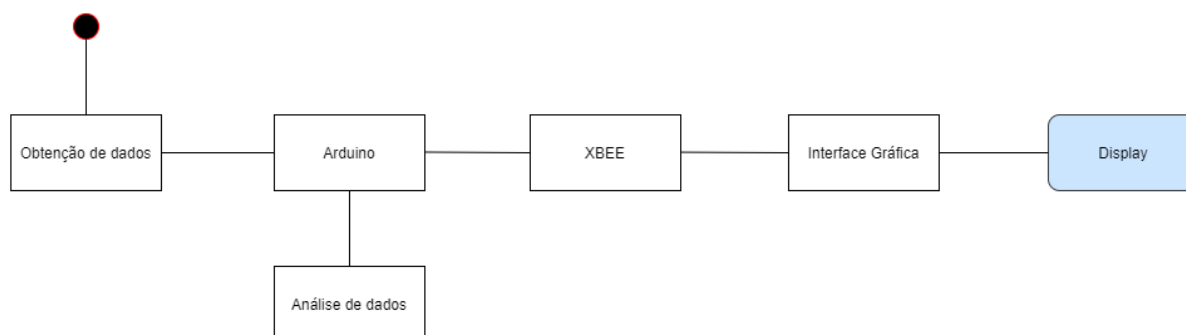 Obtenção de dados
Arduino
XBEE
Interface Gráfica
Display
Análise de dados